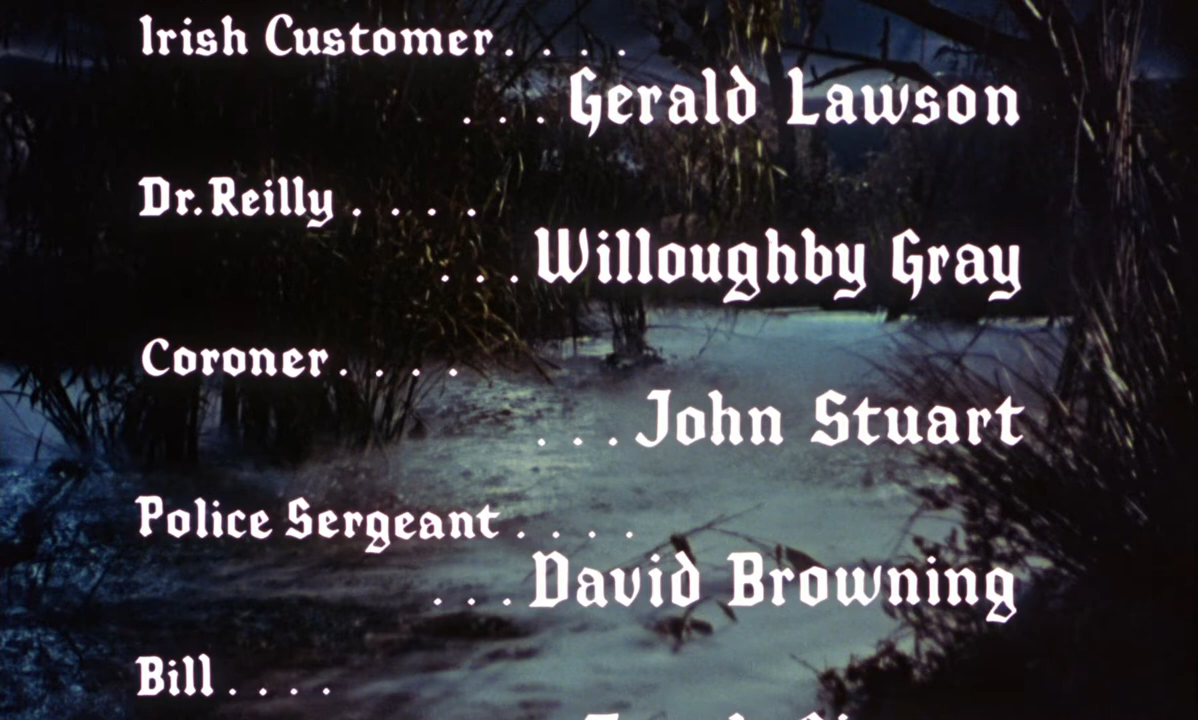 Irish Customer. . . .
. . . . Gerald Lawson
Dr. Reilly . . . .
. . . Willoughby Gray
Coroner. . . .
. . . John Stuart
Police Sergeant . . . .
. . . David Browning
Bill . . . .